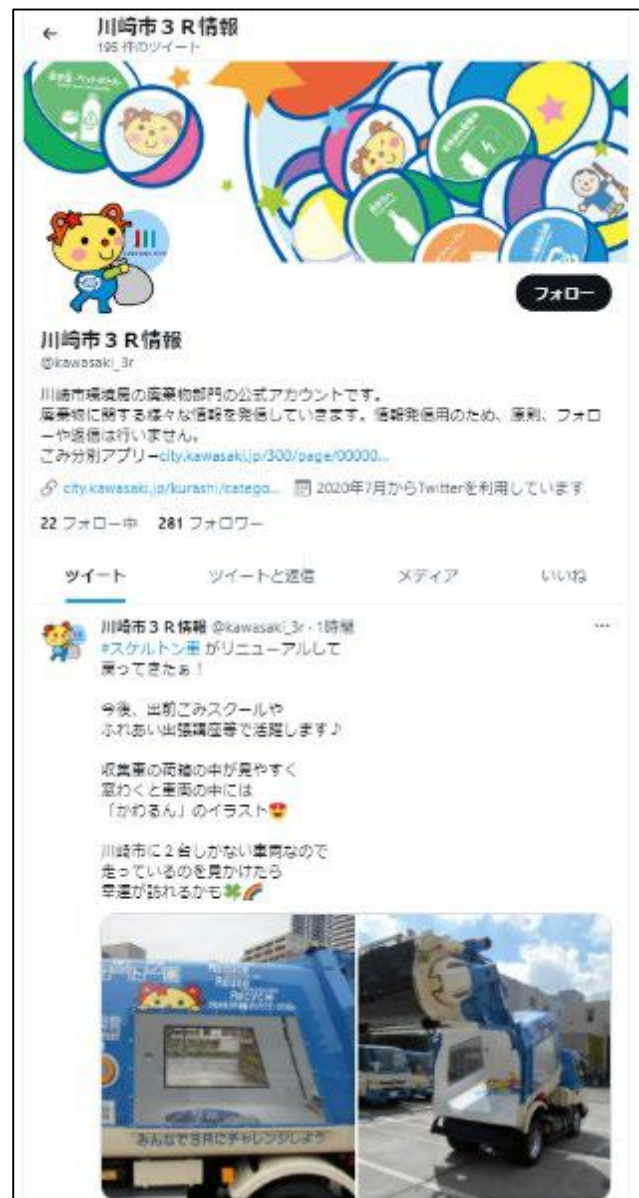 川崎市３Ｒ情報
195 件のツイート
フォロー
川崎市３Ｒ情報
@kawasaki_3r
川崎市環境局の廃棄物部門の公式アカウントです。
廃棄物に関する様々な情報を発信していきます。情報発信用のため、原則、フォロ
ーや返信は行いません。
ごみ分別アプリ→city.kawasaki.jp/300/page/00000...
city.kawasaki.jp/kurashi/catego... 2020年7月からTwitterを利用しています
22 フォロー中 281 フォロワー
ツイート ツイートと返信 メディア いいね
川崎市３Ｒ情報 @kawasaki_3r · 1時間
#スケルトン車 がリニューアルして
戻ってきたぁ！
今後、出前ごみスクールや
ふれあい出張講座等で活躍します♪
収集車の荷箱の中が見やすく
窓わくと車両の中には
「かわるん」のイラスト😍
川崎市に２台しかない車両なので
走っているのを見かけたら
幸運が訪れるかも🍀🌈
Reduce
Reuse
Recycle
みんなで3Rにチャレンジしよう